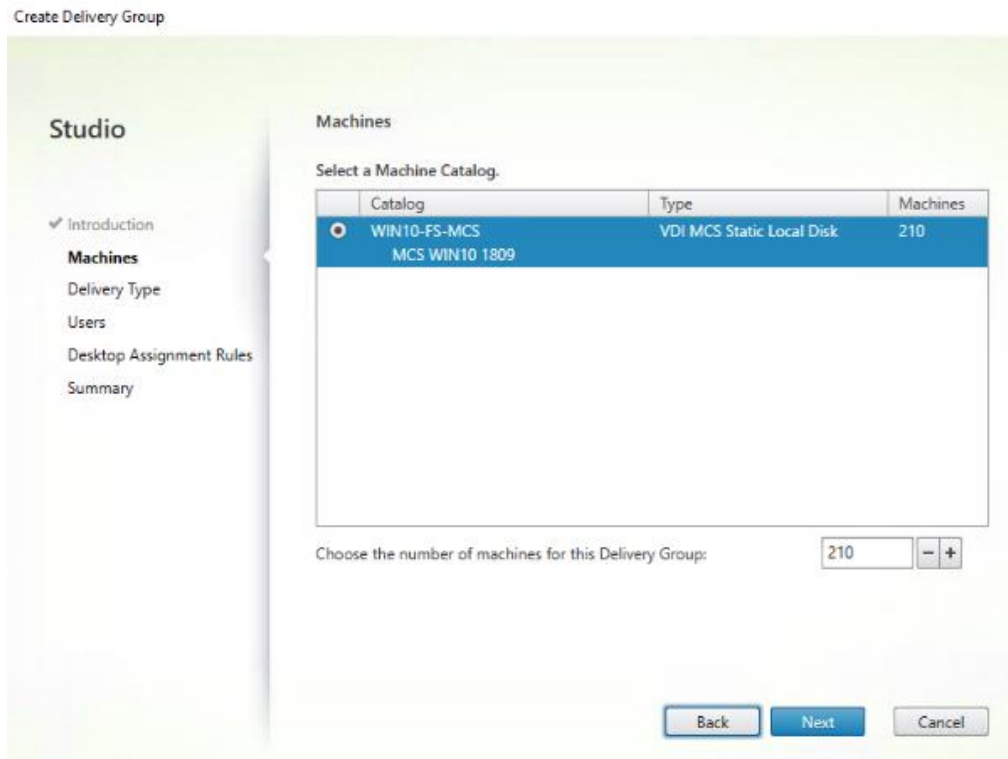 Create Delivery Group
Studio
Introduction
Machines
Delivery Type
Users
Desktop Assignment Rules
Summary
Machines
Select a Machine Catalog.
Catalog Type Machines
WIN10-FS-MCS VDI MCS Static Local Disk 210
MCS WIN10 1809
Choose the number of machines for this Delivery Group: 210 - +
Back Next Cancel